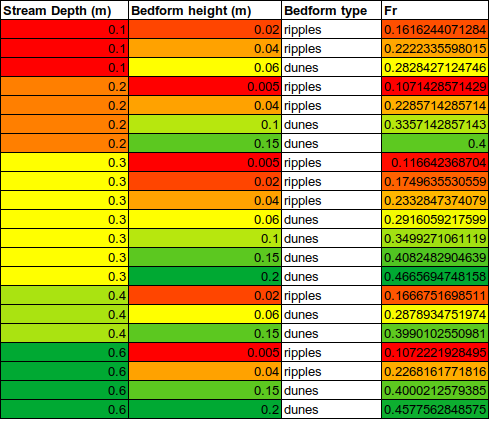 Stream Depth (m) Bedform height (m) Bedform type Fr
0.1 0.02 ripples 0.1616244071284
0.1 0.04 ripples 0.2222335598015
0.1 0.06 dunes 0.2828427124746
0.2 0.005 ripples 0.1071428571429
0.2 0.04 ripples 0.228571428571 4
0.2 0.1 dunes 0.3357142857143
0.2 0.15 dunes 0.4
0.3 0.005 ripples 0.116642368704
0.3 0.02 ripples 0.1749635530559
0.3 0.04 ripples 0.2332847374079
0.3 0.06 dunes 0.2916059217599
0.3 0.1 dunes 0.3499271061119
0.3 0.15 dunes 0.4082482904639
0.3 0.2 dunes 0.4665694748158
0.4 0.02 ripples 0.1666751698511
0.4 0.06 dunes 0.2878934751974
0.4 0.15 dunes 0.3990102550981
0.6 0.005 ripples 0.1072221928495
0.6 0.04 ripples 0.2268161771816
0.6 0.15 dunes 0.4000212579385
0.6 0.2 dunes 0.4577562848575